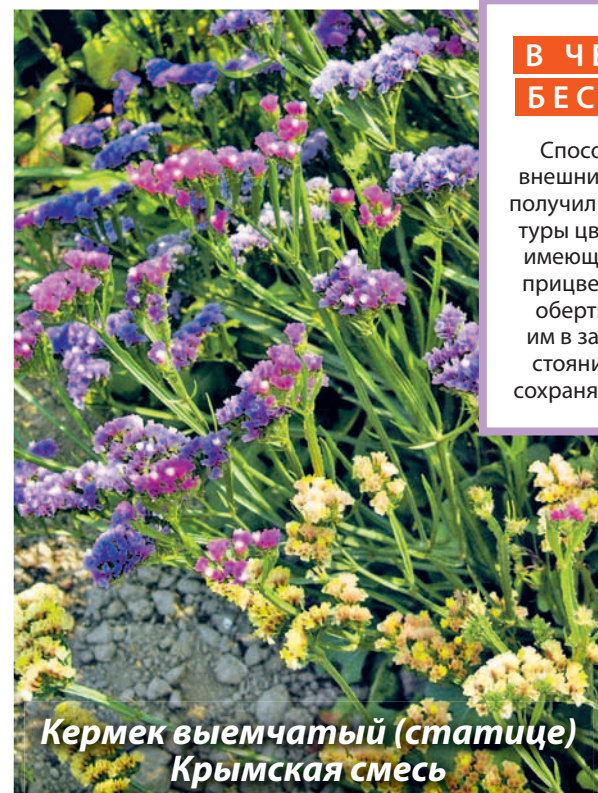 В ЧЕ
БЕС
Спосо
внешни
получил
туры цв
имеющ
прицве
оберт
им в за
стояни
сохраня
Кермек выемчатый (статице)
Крымская смесь